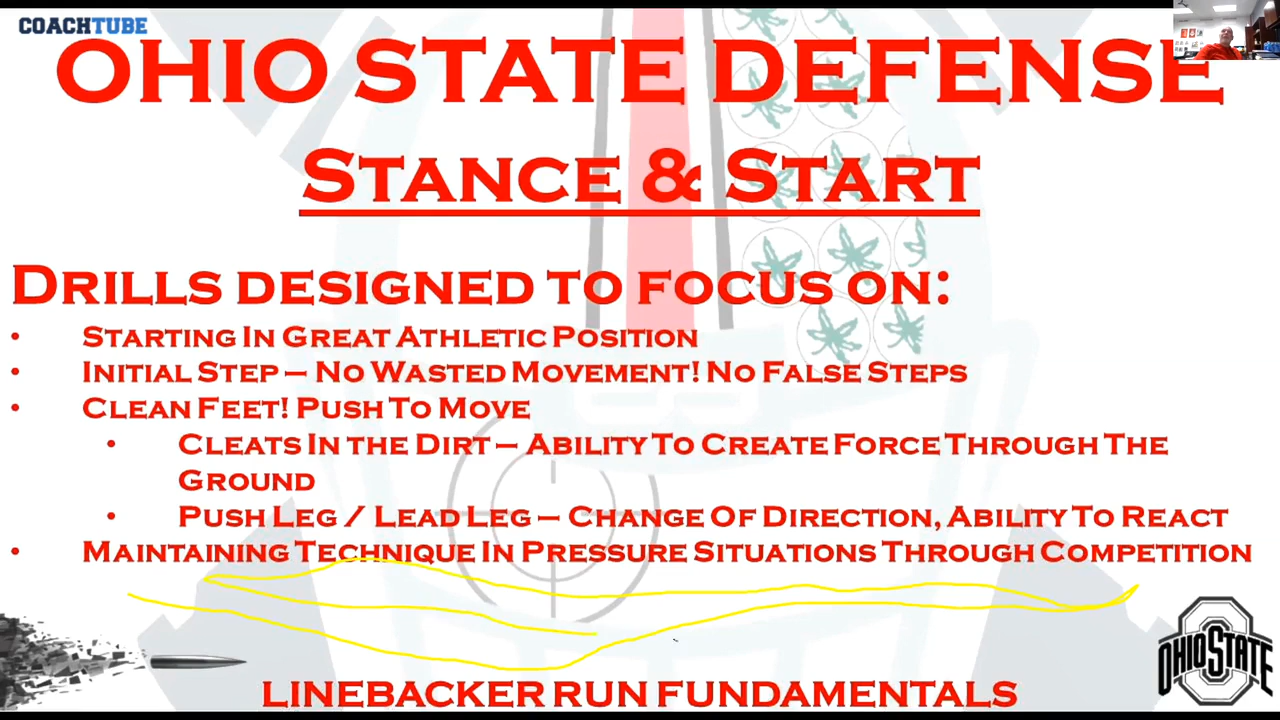 COACHTUBE
OHIO STATE DEFENSE
STANCE & START
DRILLS DESIGNED TO FOCUS ON:
• STARTING IN GREAT ATHLETIC POSITION
• INITIAL STEP – NO WASTED MOVEMENT! NO FALSE STEPS
• CLEAN FEET! PUSH TO MOVE
• CLEATS IN THE DIRT – ABILITY TO CREATE FORCE THROUGH THE
GROUND
• PUSH LEG / LEAD LEG – CHANGE OF DIRECTION, ABILITY TO REACT
• MAINTAINING TECHNIQUE IN PRESSURE SITUATIONS THROUGH COMPETITION
OHIO STATE
LINEBACKER RUN FUNDAMENTALS